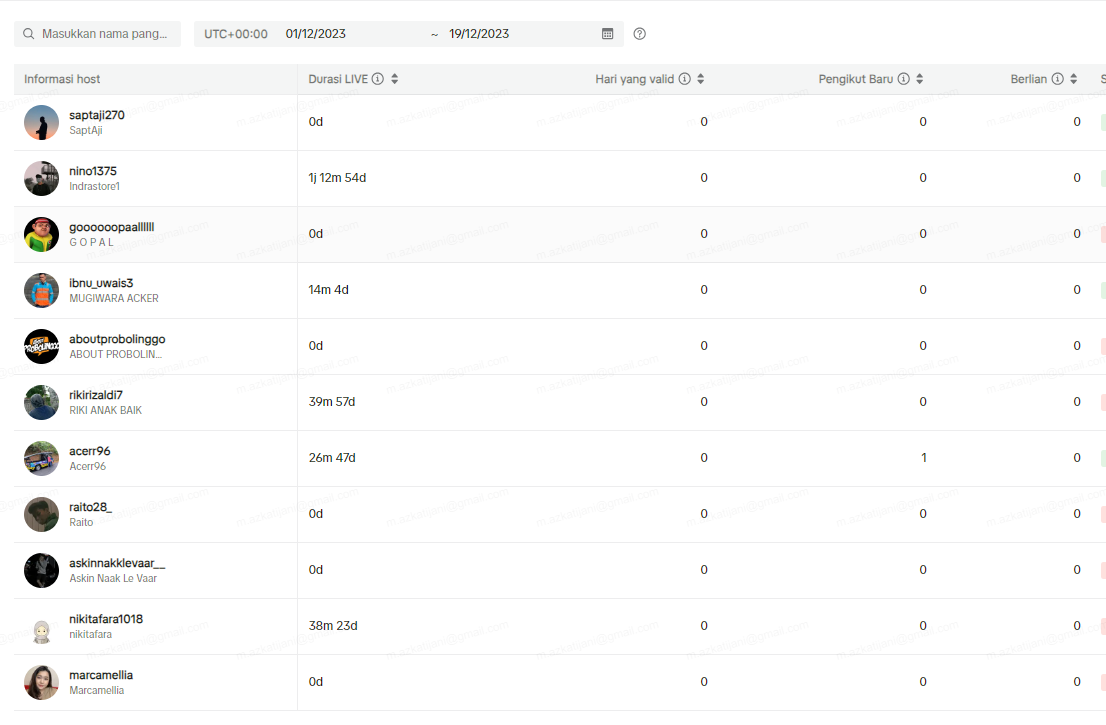 Masukkan nama pang...
UTC+00:00 01/12/2023 ~ 19/12/2023
Informasi host Durasi LIVE Hari yang valid Pengikut Baru Berlian S
saptaji270
SaptAji
0d 0 0 0
nino1375
Indrastore1
1j 12m 54d 0 0 0
goooooopaallllll
G O P A L
0d 0 0 0
ibnu_uwais3
MUGIWARA ACKER
14m 4d 0 0 0
aboutprobolinggo
ABOUT PROBOLIN...
0d 0 0 0
rikirizaldi7
RIKI ANAK BAIK
39m 57d 0 0 0
acerr96
Acerr96
26m 47d 0 1 0
raito28_
Raito
0d 0 0 0
askinnakklevaar__
Askin Naak Le Vaar
0d 0 0 0
nikitafara1018
nikitafara
38m 23d 0 0 0
marcamellia
Marcamellia
0d 0 0 0